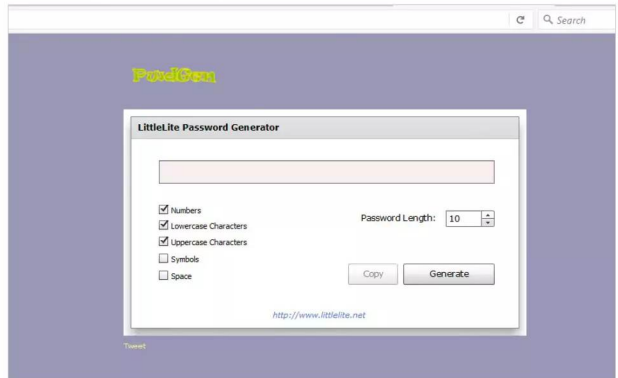 Search
PwdGen
LittleLite Password Generator
Numbers
Lowercase Characters
Uppercase Characters
Symbols
Space
Password Length: 10
Copy Generate
http://www.littlelite.net
Tweet